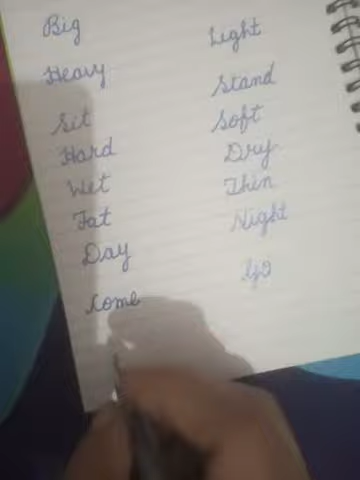 Big
Heavy Light
Sit Stand
Hard Soft
Wet Dry
Fat Thin
Day Night
Come Go